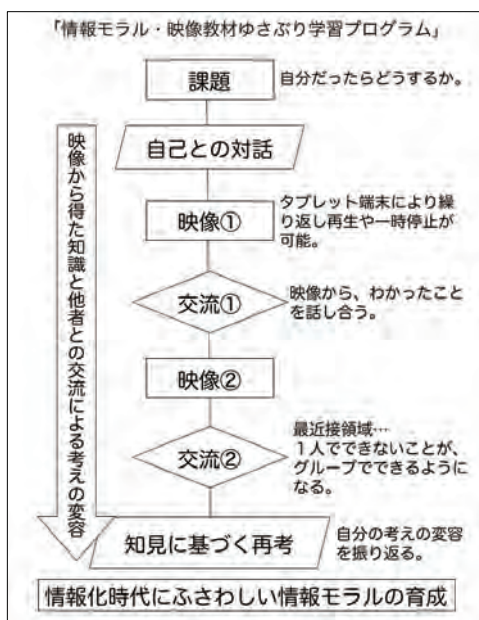 「情報モラル・映像教材ゆさぶり学習プログラム」
課題
自分だったらどうするか。
自己との対話
映像①
タブレット端末により繰
り返し再生や一時停止が
可能。
交流①
映像から、わかったこと
を話し合う。
映像②
交流②
最近接領域…
1人でできないことが、
グループでできるように
なる。
知見に基づく再考
自分の考えの変容
を振り返る。
映像から得た知識と他者との交流による考えの変容
情報化時代にふさわしい情報モラルの育成